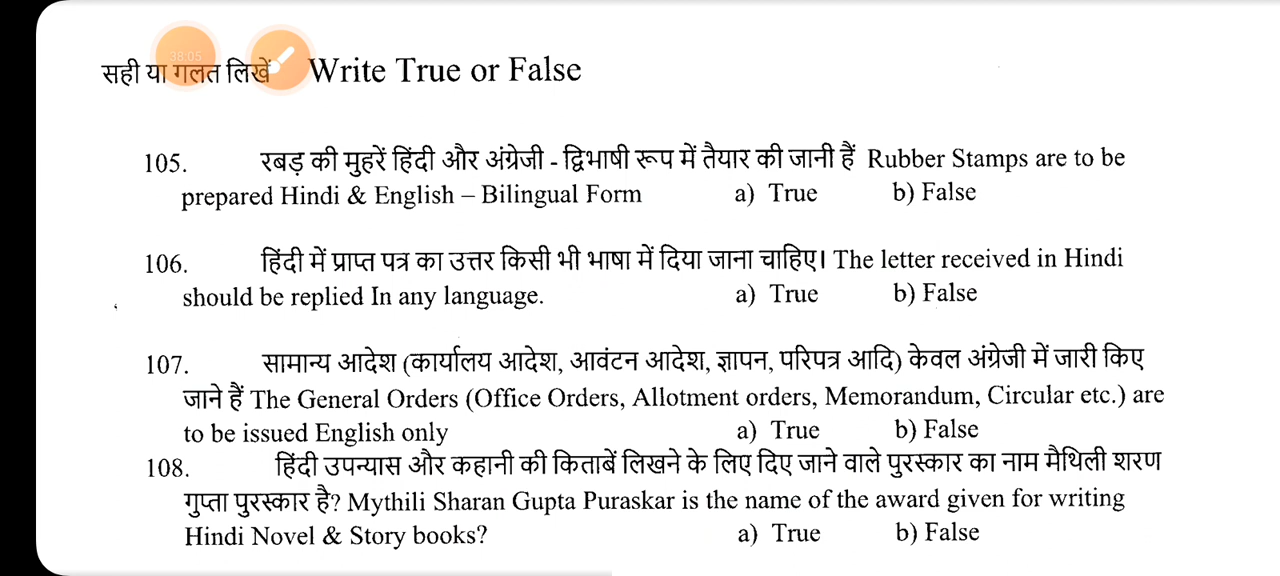 38:05
सही या गलत लिखें Write True or False
105. रबड़ की मुहरें हिंदी और अंग्रेजी - द्विभाषी रूप में तैयार की जानी हैं Rubber Stamps are to be
prepared Hindi & English – Bilingual Form a) True b) False
106. हिंदी में प्राप्त पत्र का उत्तर किसी भी भाषा में दिया जाना चाहिए। The letter received in Hindi
should be replied In any language. a) True b) False
107. सामान्य आदेश (कार्यालय आदेश, आवंटन आदेश, ज्ञापन, परिपत्र आदि) केवल अंग्रेजी में जारी किए
जाने हैं The General Orders (Office Orders, Allotment orders, Memorandum, Circular etc.) are
to be issued English only a) True b) False
108. हिंदी उपन्यास और कहानी की किताबें लिखने के लिए दिए जाने वाले पुरस्कार का नाम मैथिली शरण
गुप्ता पुरस्कार है? Mythili Sharan Gupta Puraskar is the name of the award given for writing
Hindi Novel & Story books? a) True b) False